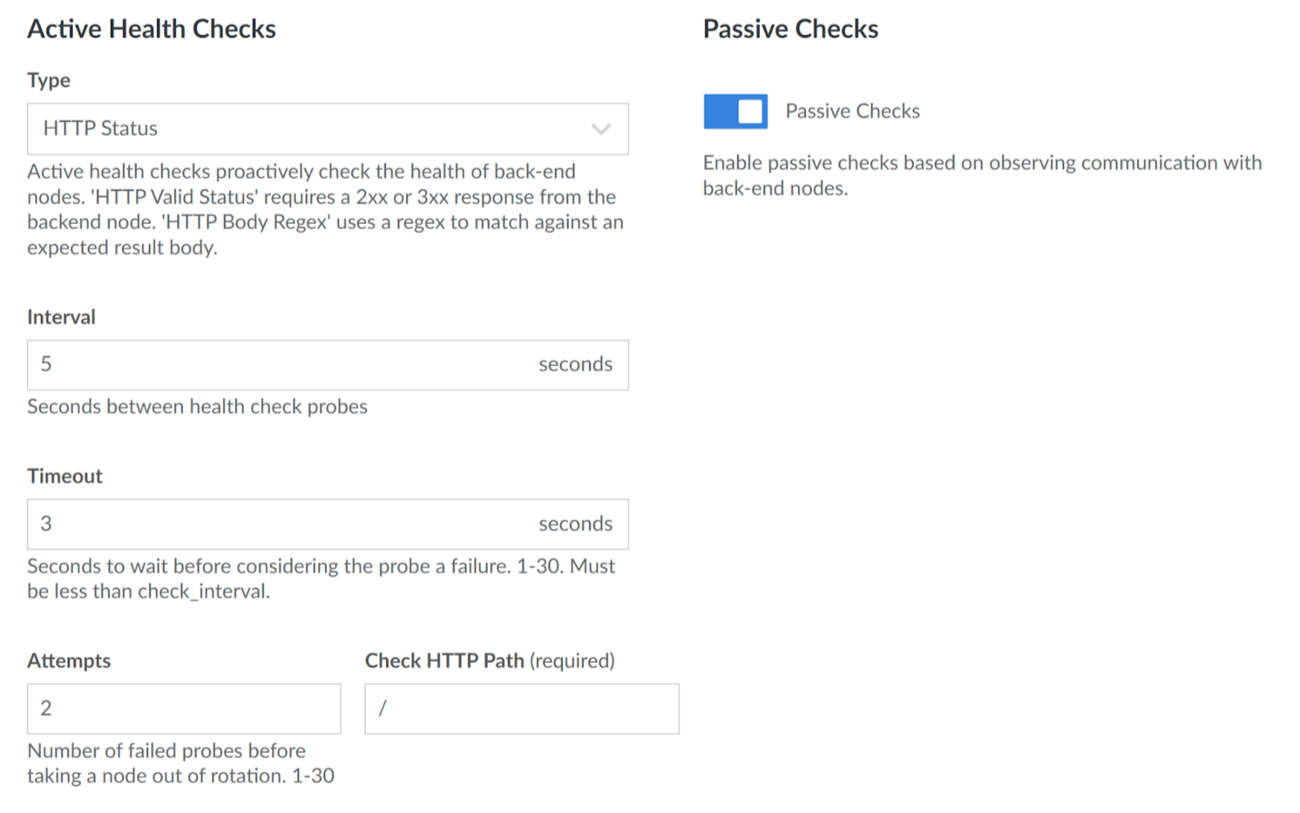 Active Health Checks
Type
HTTP Status
Active health checks proactively check the health of back-end
nodes. 'HTTP Valid Status' requires a 2xx or 3xx response from the
backend node. 'HTTP Body Regex' uses a regex to match against an
expected result body.
Interval
5 seconds
Seconds between health check probes
Timeout
3 seconds
Seconds to wait before considering the probe a failure. 1-30. Must
be less than check_interval.
Attempts
2
Number of failed probes before
taking a node out of rotation. 1-30
Check HTTP Path (required)
/
Passive Checks
Passive Checks
Enable passive checks based on observing communication with
back-end nodes.